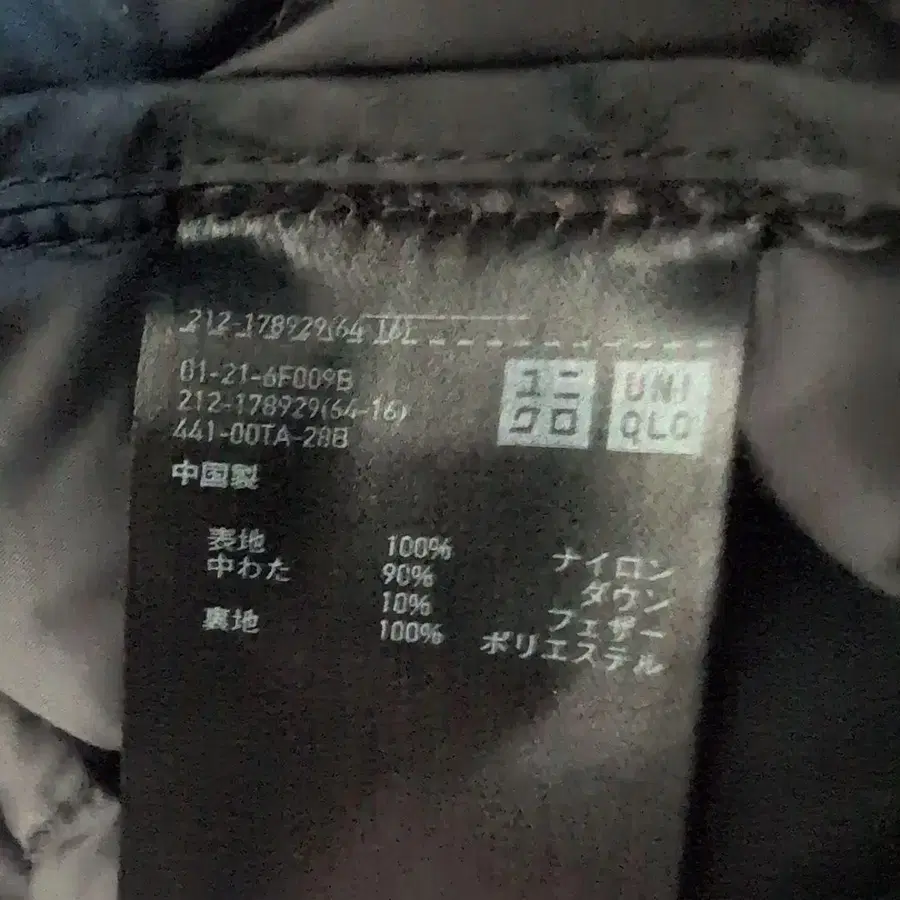 212-178929(64-16)
01-21-6F009B
212-178929(64-16)
441-00TA-28B
ユニクロ
UNIQLO
中国製
表地 100% ナイロン
中わた 90% ダウン
10% フェザー
裏地 100% ポリエステル